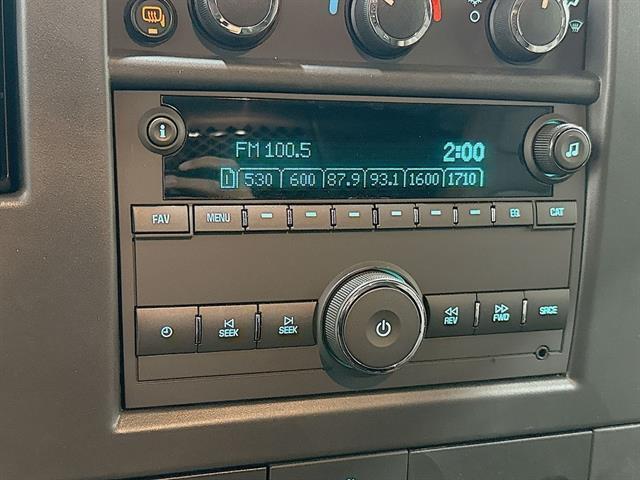 FM 100.5 2:00
1 530 600 87.9 93.1 1600 1710
FAV MENU EQ CAT
SEEK SEEK REV FWD SRCE